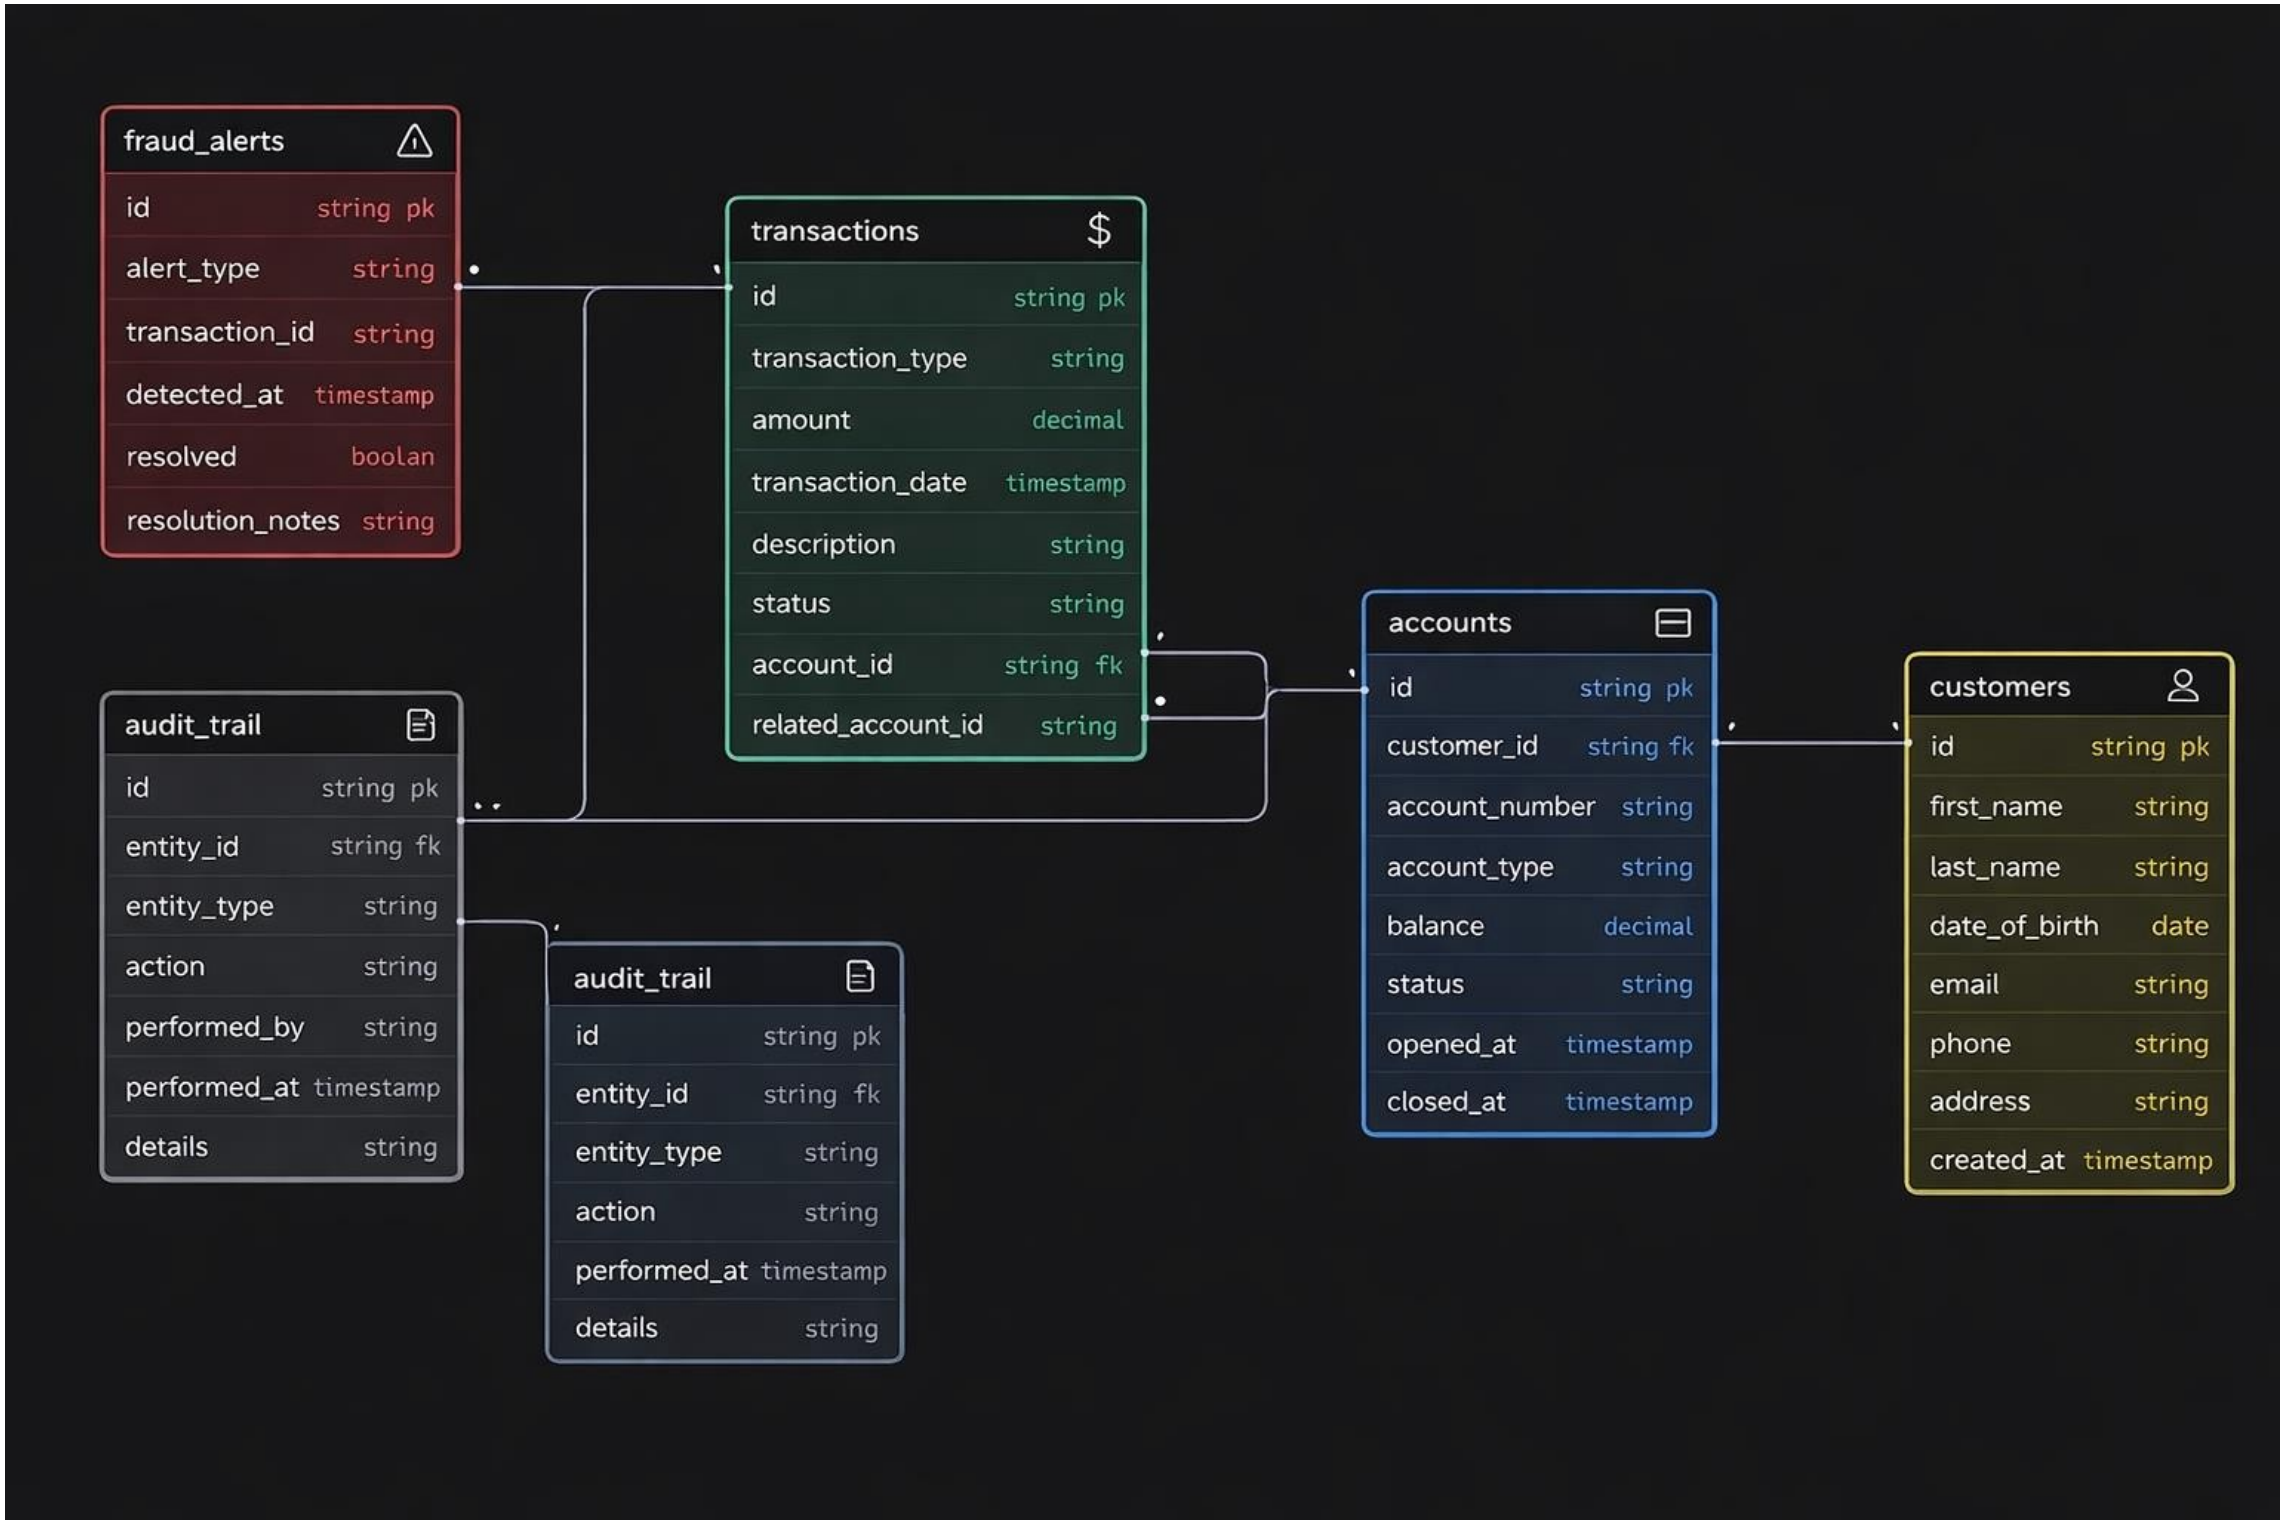 fraud_alerts
id string pk
alert_type string
transaction_id string
detected_at timestamp
resolved boolan
resolution_notes string
transactions $
id string pk
transaction_type string
amount decimal
transaction_date timestamp
description string
status string
account_id string fk
related_account_id string
accounts
id string pk
customer_id string fk
account_number string
account_type string
balance decimal
status string
opened_at timestamp
closed_at timestamp
customers
id string pk
first_name string
last_name string
date_of_birth date
email string
phone string
address string
created_at timestamp
audit_trail
id string pk
entity_id string fk
entity_type string
action string
performed_by string
performed_at timestamp
details string
audit_trail
id string pk
entity_id string fk
entity_type string
action string
performed_at timestamp
details string